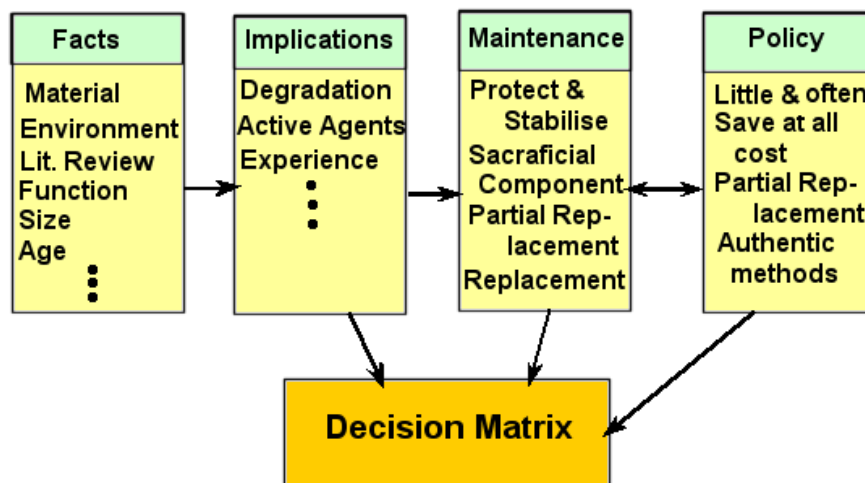 Facts
Material
Environment
Lit. Review
Function
Size
Age
Implications
Degradation
Active Agents
Experience
Maintenance
Protect &
Stabilise
Sacraficial
Component
Partial Rep-
lacement
Replacement
Policy
Little & often
Save at all
cost
Partial Rep-
lacement
Authentic
methods
Decision Matrix